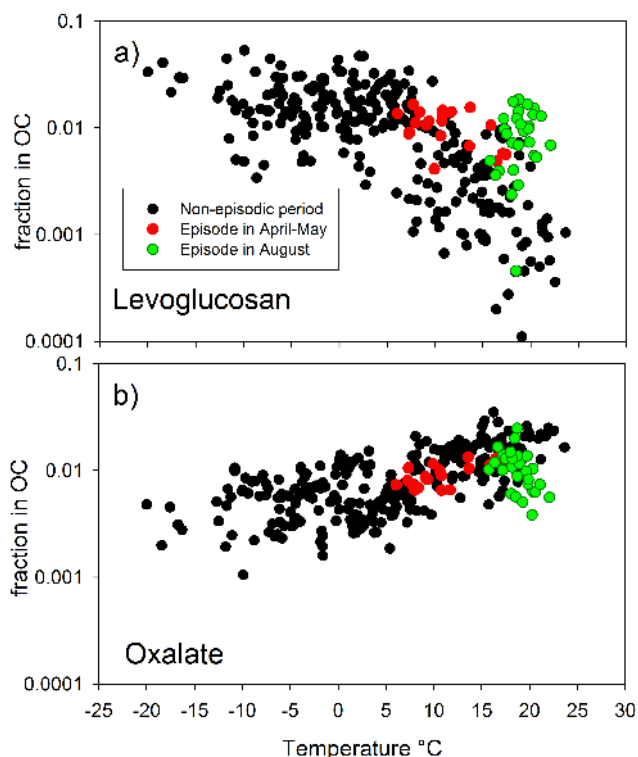 0.1
a)
0.01
fraction in OC
Non-episodic period
Episode in April-May
Episode in August
0.001
Levoglucosan
0.0001
0.1
b)
0.01
fraction in OC
0.001
Oxalate
0.0001
-25 -20 -15 -10 -5 0 5 10 15 20 25 30
Temperature °C